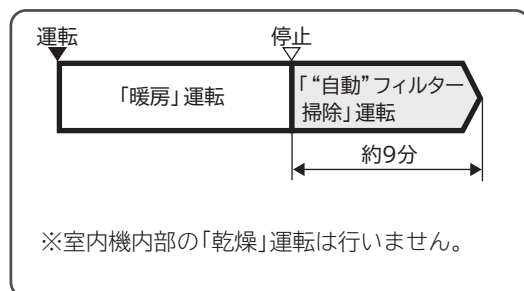 運転
停止
「暖房」運転
「“自動”フィルター
掃除」運転
約9分
※室内機内部の「乾燥」運転は行いません。